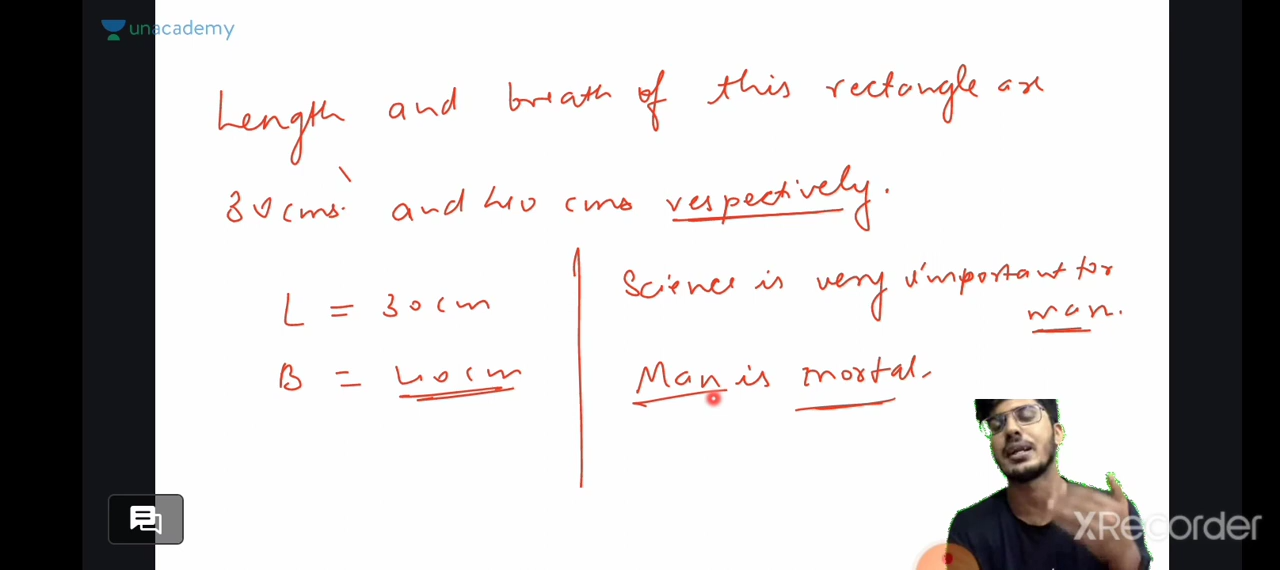 unacademy
Length and breath of this rectangle are
30 cms. and 40 cms respectively.
L = 30 cm
B = 40 cm
Science is very important for
man.
Man is mortal.
XRecorder